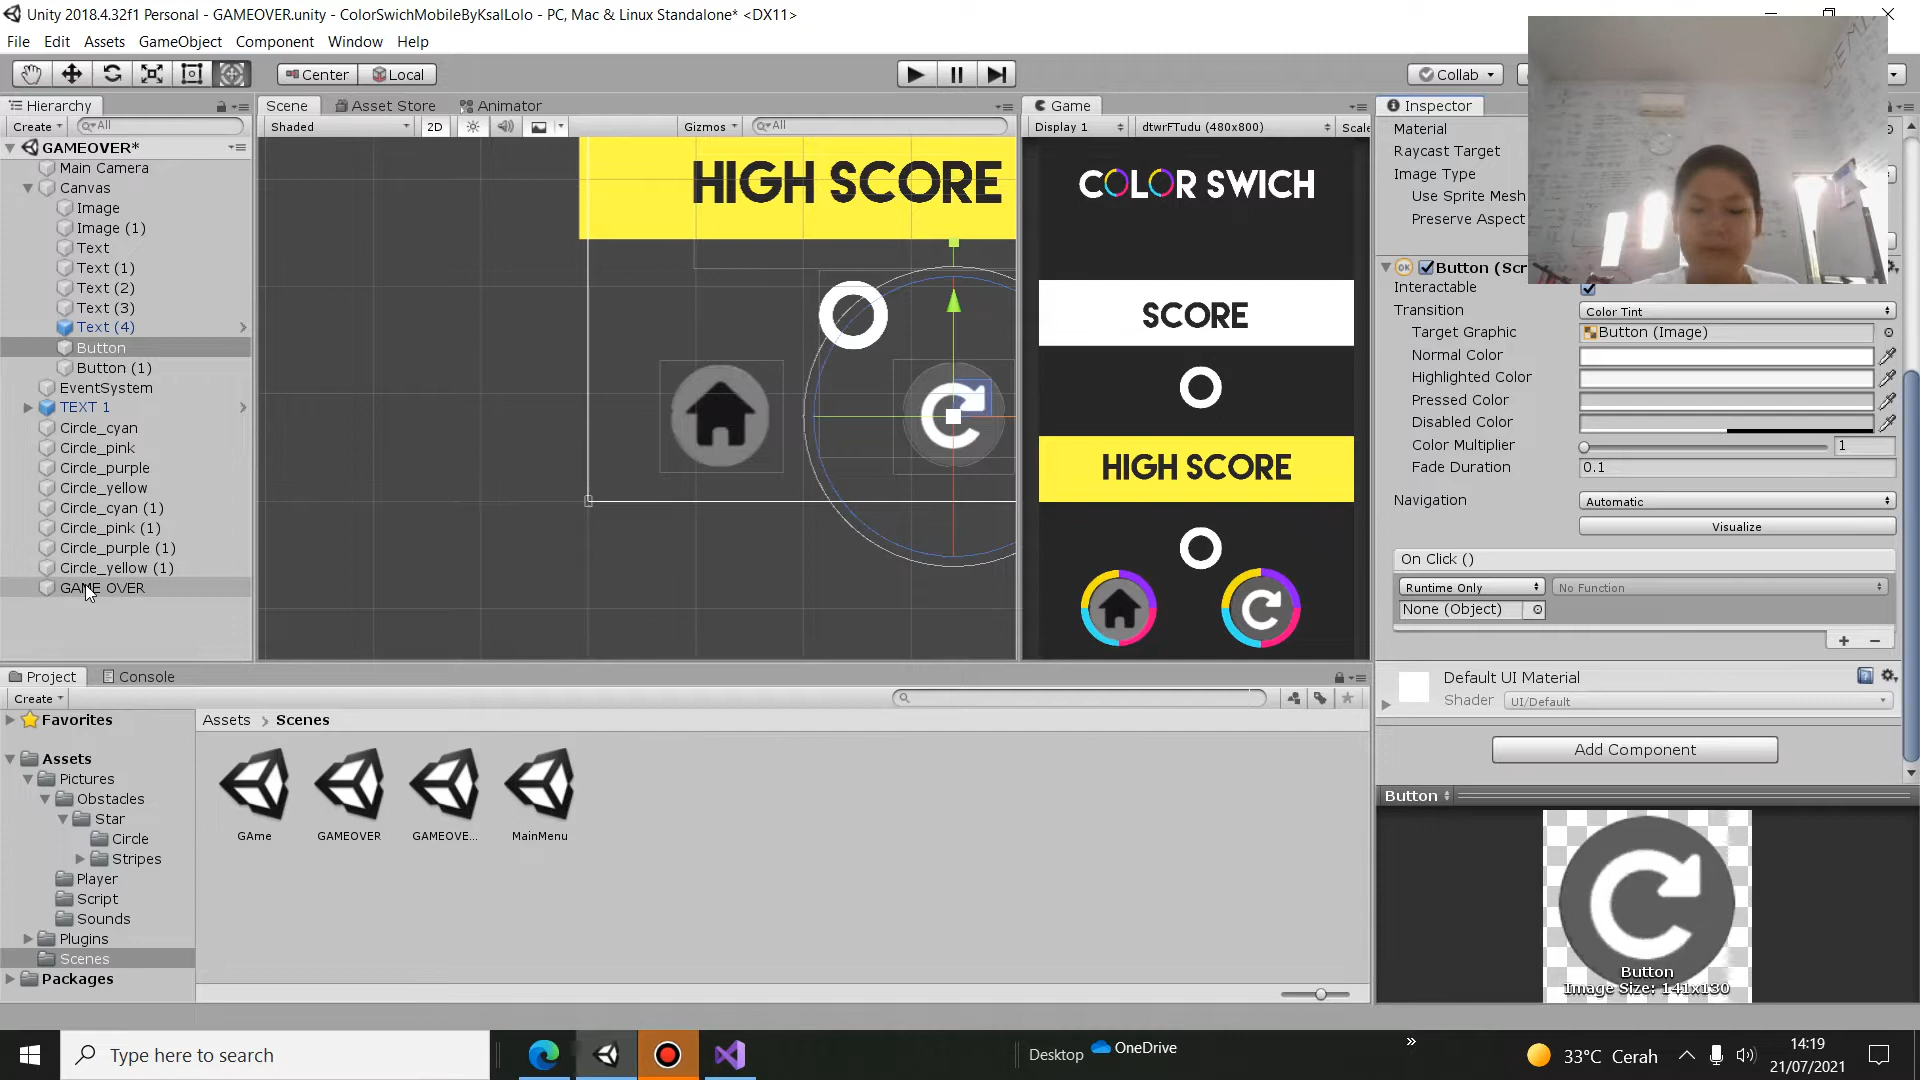 Unity 2018.4.32f1 Personal - GAMEOVER.unity - ColorSwichMobileByKsalLolo - PC, Mac & Linux Standalone* <DX11>
File Edit Assets GameObject Component Window Help
Center Local Collab
Hierarchy
Create All
GAMEOVER*
Main Camera
Canvas
Image
Image (1)
Text
Text (1)
Text (2)
Text (3)
Text (4)
Button
Button (1)
EventSystem
TEXT 1
Circle_cyan
Circle_pink
Circle_purple
Circle_yellow
Circle_cyan (1)
Circle_pink (1)
Circle_purple (1)
Circle_yellow (1)
GAME OVER
Scene Asset Store Animator
Shaded 2D Gizmos All
HIGH SCORE
Game
Display 1 dtwrFTudu (480x800) Scale
COLOR SWICH
SCORE
HIGH SCORE
Inspector
Material
Raycast Target
Image Type
Use Sprite Mesh
Preserve Aspect
OK Button (Scr
Interactable
Transition Color Tint
Target Graphic Button (Image)
Normal Color
Highlighted Color
Pressed Color
Disabled Color
Color Multiplier 1
Fade Duration 0.1
Navigation Automatic
Visualize
On Click ()
Runtime Only No Function
None (Object)
+ −
Default UI Material
Shader UI/Default
Add Component
Button
Button
Image Size: 141x130
Project Console
Create
Favorites
Assets
Pictures
Obstacles
Star
Circle
Stripes
Player
Script
Sounds
Plugins
Scenes
Packages
Assets > Scenes
GAme GAMEOVER GAMEOVE... MainMenu
Type here to search
Desktop OneDrive »
33°C Cerah
14:19
21/07/2021